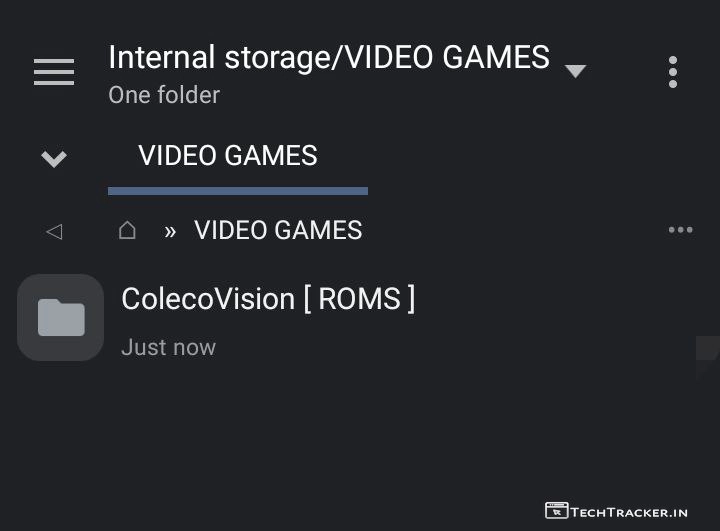 Internal storage/VIDEO GAMES
One folder
VIDEO GAMES
» VIDEO GAMES
ColecoVision [ ROMS ]
Just now
TECHTRACKER.IN